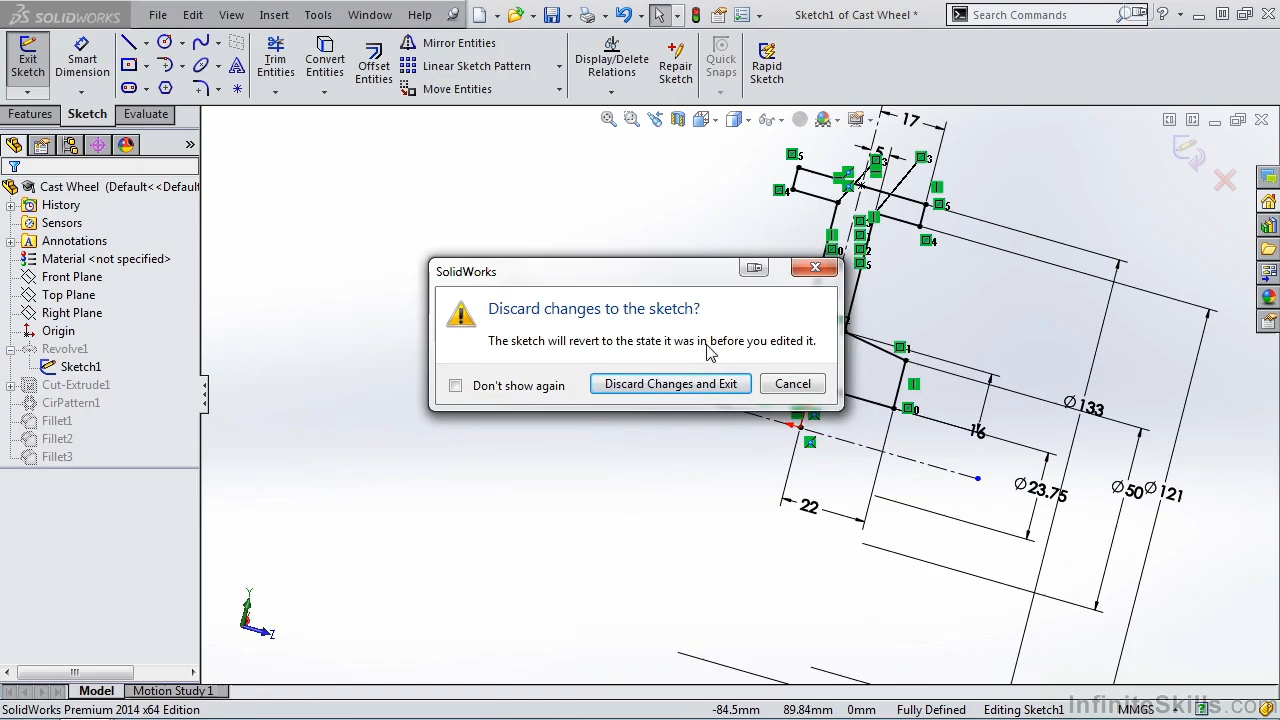 SOLIDWORKS File Edit View Insert Tools Window Help Sketch1 of Cast Wheel * Search Commands
Exit Sketch
Smart Dimension
Trim Entities
Convert Entities
Offset Entities
Mirror Entities
Linear Sketch Pattern
Move Entities
Display/Delete Relations
Repair Sketch
Quick Snaps
Rapid Sketch
Features Sketch Evaluate
Cast Wheel (Default<<Default
History
Sensors
Annotations
Material <not specified>
Front Plane
Top Plane
Right Plane
Origin
Revolve1
Sketch1
Cut-Extrude1
CirPattern1
Fillet1
Fillet2
Fillet3
SolidWorks
Discard changes to the sketch?
The sketch will revert to the state it was in before you edited it.
Don't show again Discard Changes and Exit Cancel
17
5
Ø133
16
Ø23.75
Ø50
Ø121
22
Y
Z
Model Motion Study 1
SolidWorks Premium 2014 x64 Edition -84.5mm 89.84mm 0mm Fully Defined Editing Sketch1 MMGS
InfiniteSkills.com